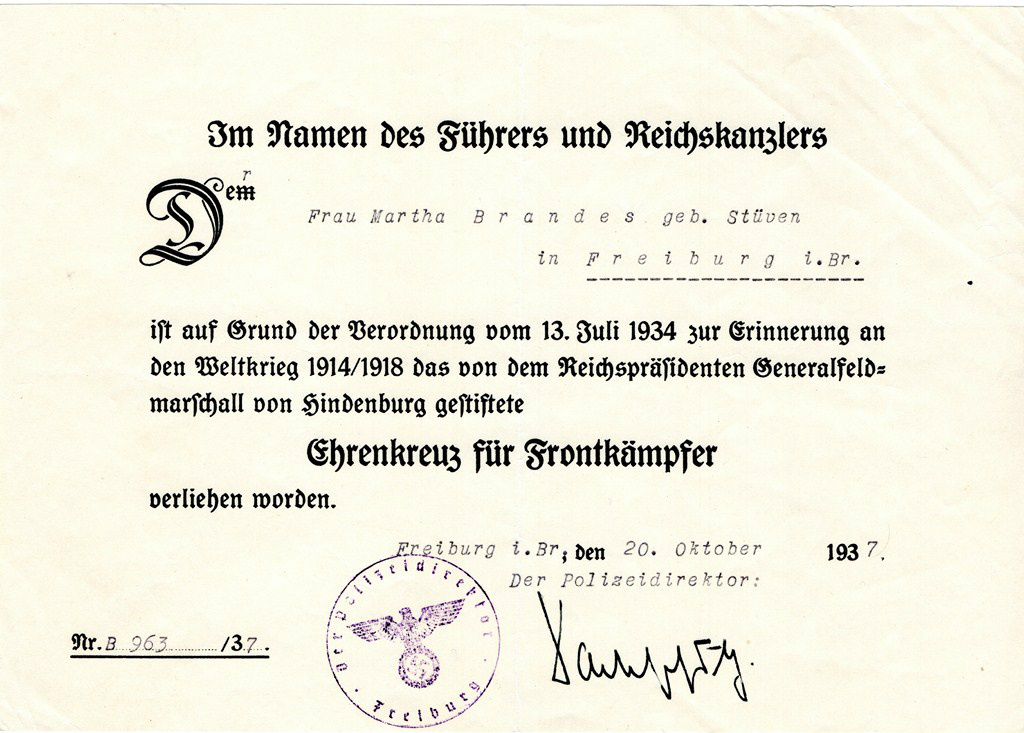 Im Namen des Führers und Reichskanzlers
Dem r
Frau Martha Brandes geb. Stüven
in Freiburg i.Br.
ist auf Grund der Verordnung vom 13. Juli 1934 zur Erinnerung an
den Weltkrieg 1914/1918 das von dem Reichspräsidenten Generalfeld-
marschall von Hindenburg gestiftete
Ehrenkreuz für Frontkämpfer
verliehen worden.
Freiburg i.Br, den 20. Oktober 1937.
Der Polizeidirektor:
Nr. B 963 /37.
Der Polizeidirektor
Freiburg